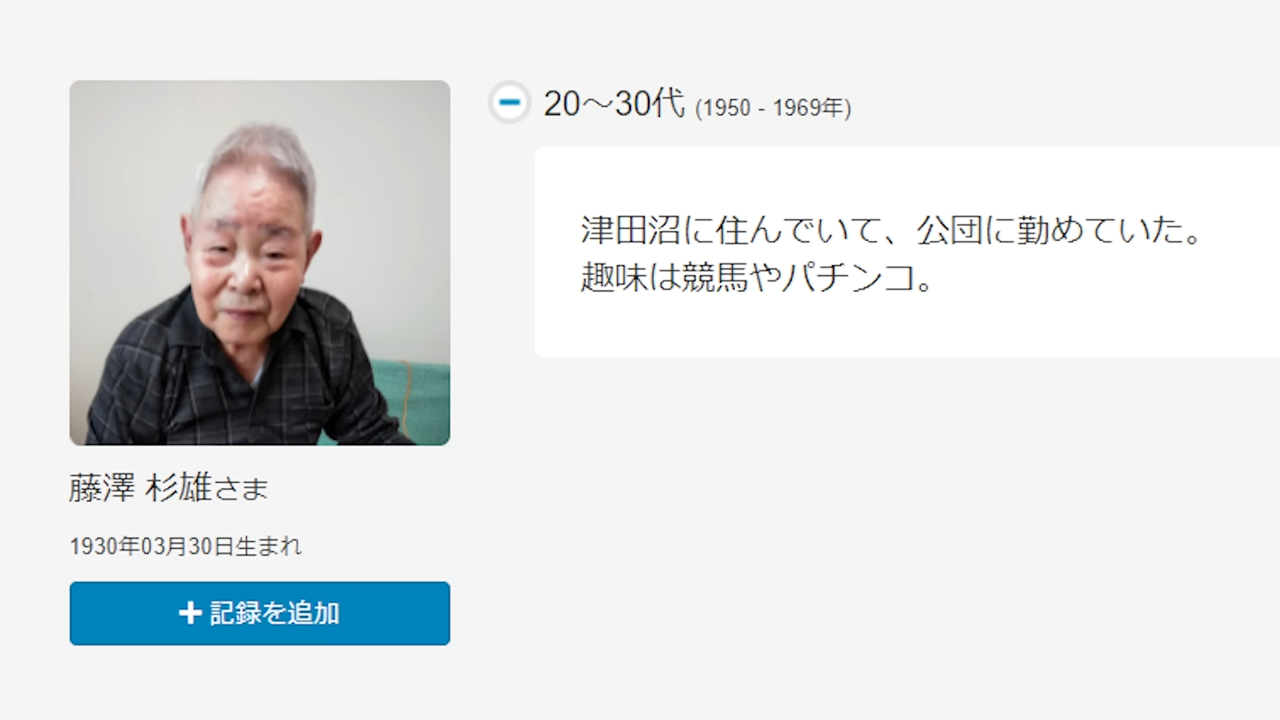 20～30代 (1950 - 1969年)
津田沼に住んでいて、公団に勤めていた。
趣味は競馬やパチンコ。
藤澤 杉雄さま
1930年03月30日生まれ
+ 記録を追加